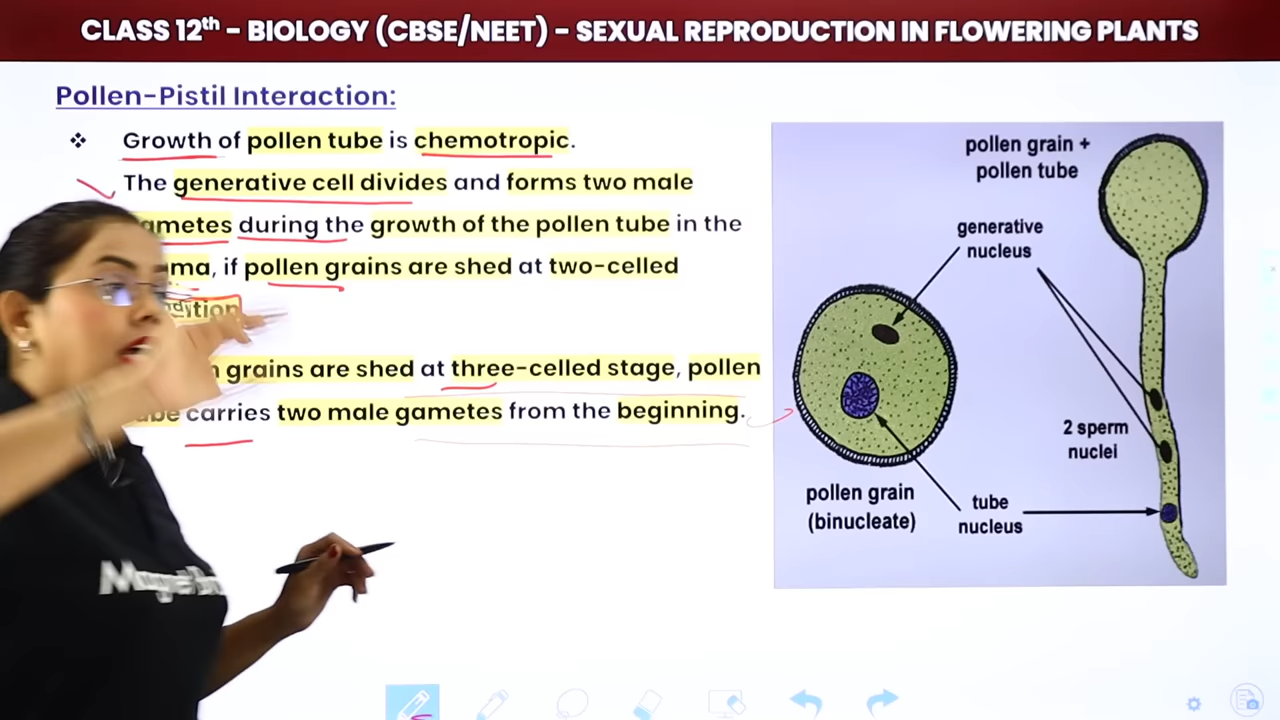 CLASS 12th – BIOLOGY (CBSE/NEET) – SEXUAL REPRODUCTION IN FLOWERING PLANTS
Pollen-Pistil Interaction:
❖ Growth of pollen tube is chemotropic.
The generative cell divides and forms two male
during the growth of the pollen tube in the
if pollen grains are shed at two-celled
grains are shed at three-celled stage, pollen
carries two male gametes from the beginning.
pollen grain +
pollen tube
generative
nucleus
2 sperm
nuclei
pollen grain
(binucleate)
tube
nucleus